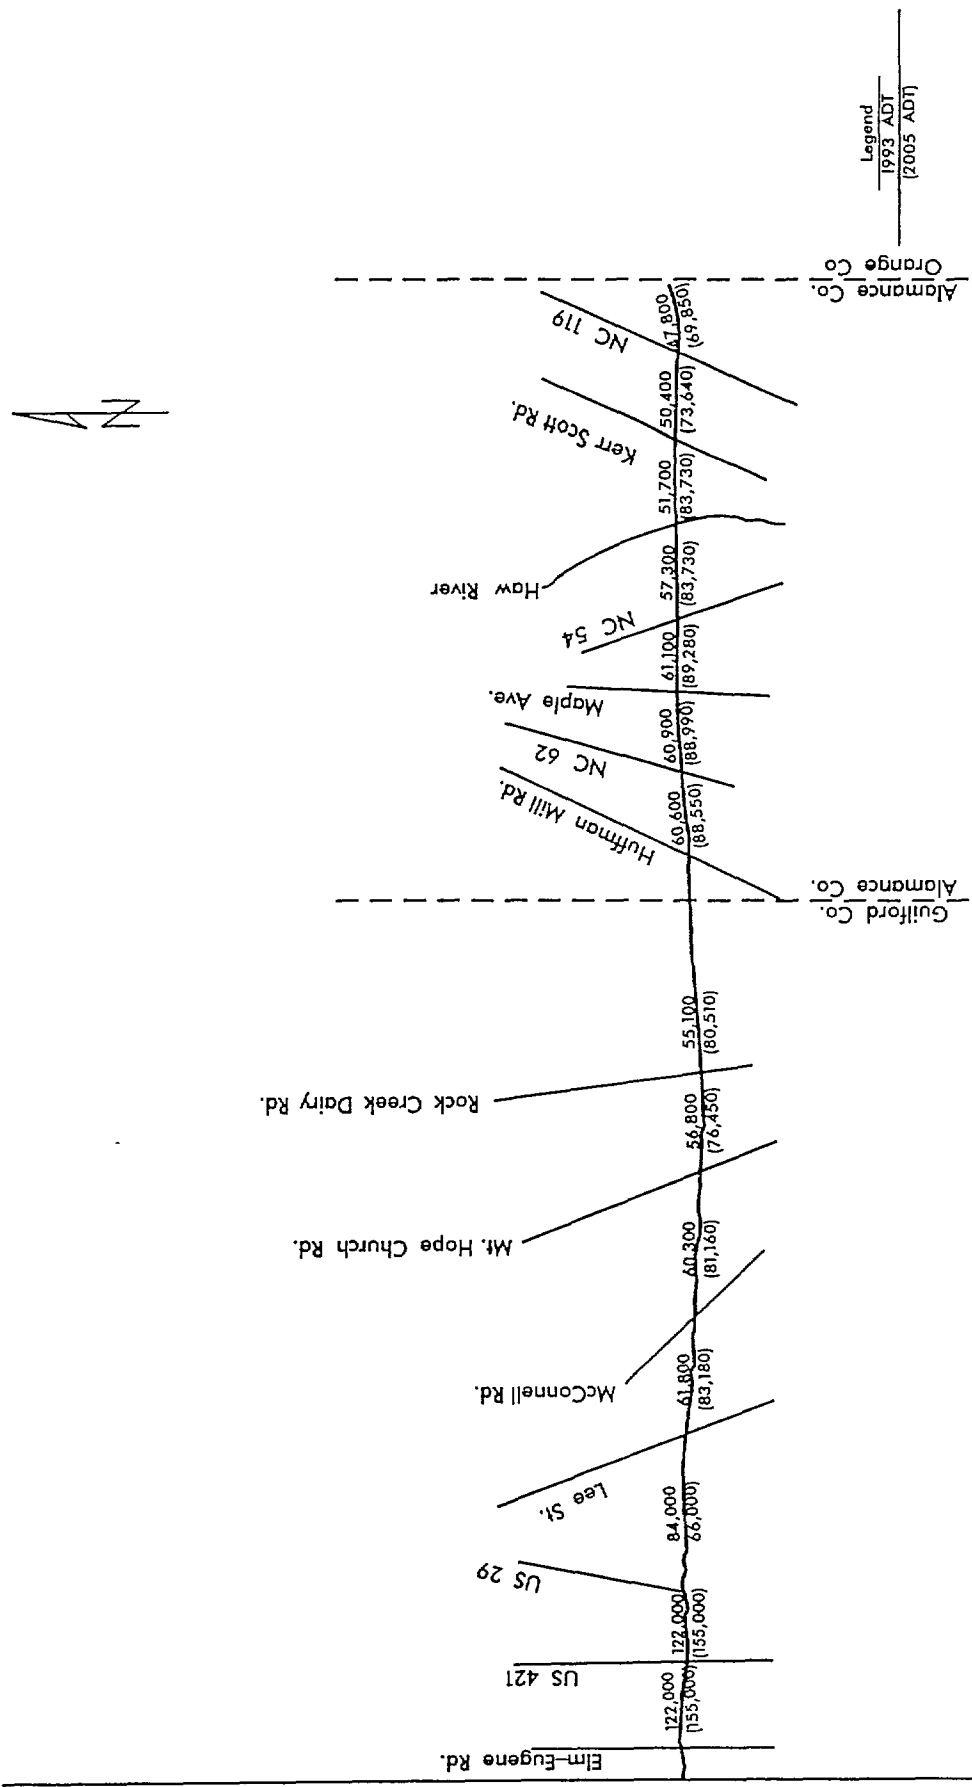 Legend
1993 ADT
(2005 ADT)
N
Orange Co
Alamance Co.
NC 119
67,800
(69,850)
Kerr Scott Rd.
50,400
(73,640)
51,700
(83,730)
Haw River
57,300
(83,730)
NC 54
61,100
(89,280)
Maple Ave.
60,900
(88,990)
NC 62
60,600
(88,550)
Huffman Mill Rd.
Alamance Co.
Guilford Co.
55,100
(80,510)
Rock Creek Dairy Rd.
56,800
(76,450)
Mt. Hope Church Rd.
60,300
(81,160)
McConnell Rd.
61,800
(83,180)
Lee St.
84,000
66,000)
US 29
122,000
(155,000)
US 421
122,000
(155,000)
Elm-Eugene Rd.